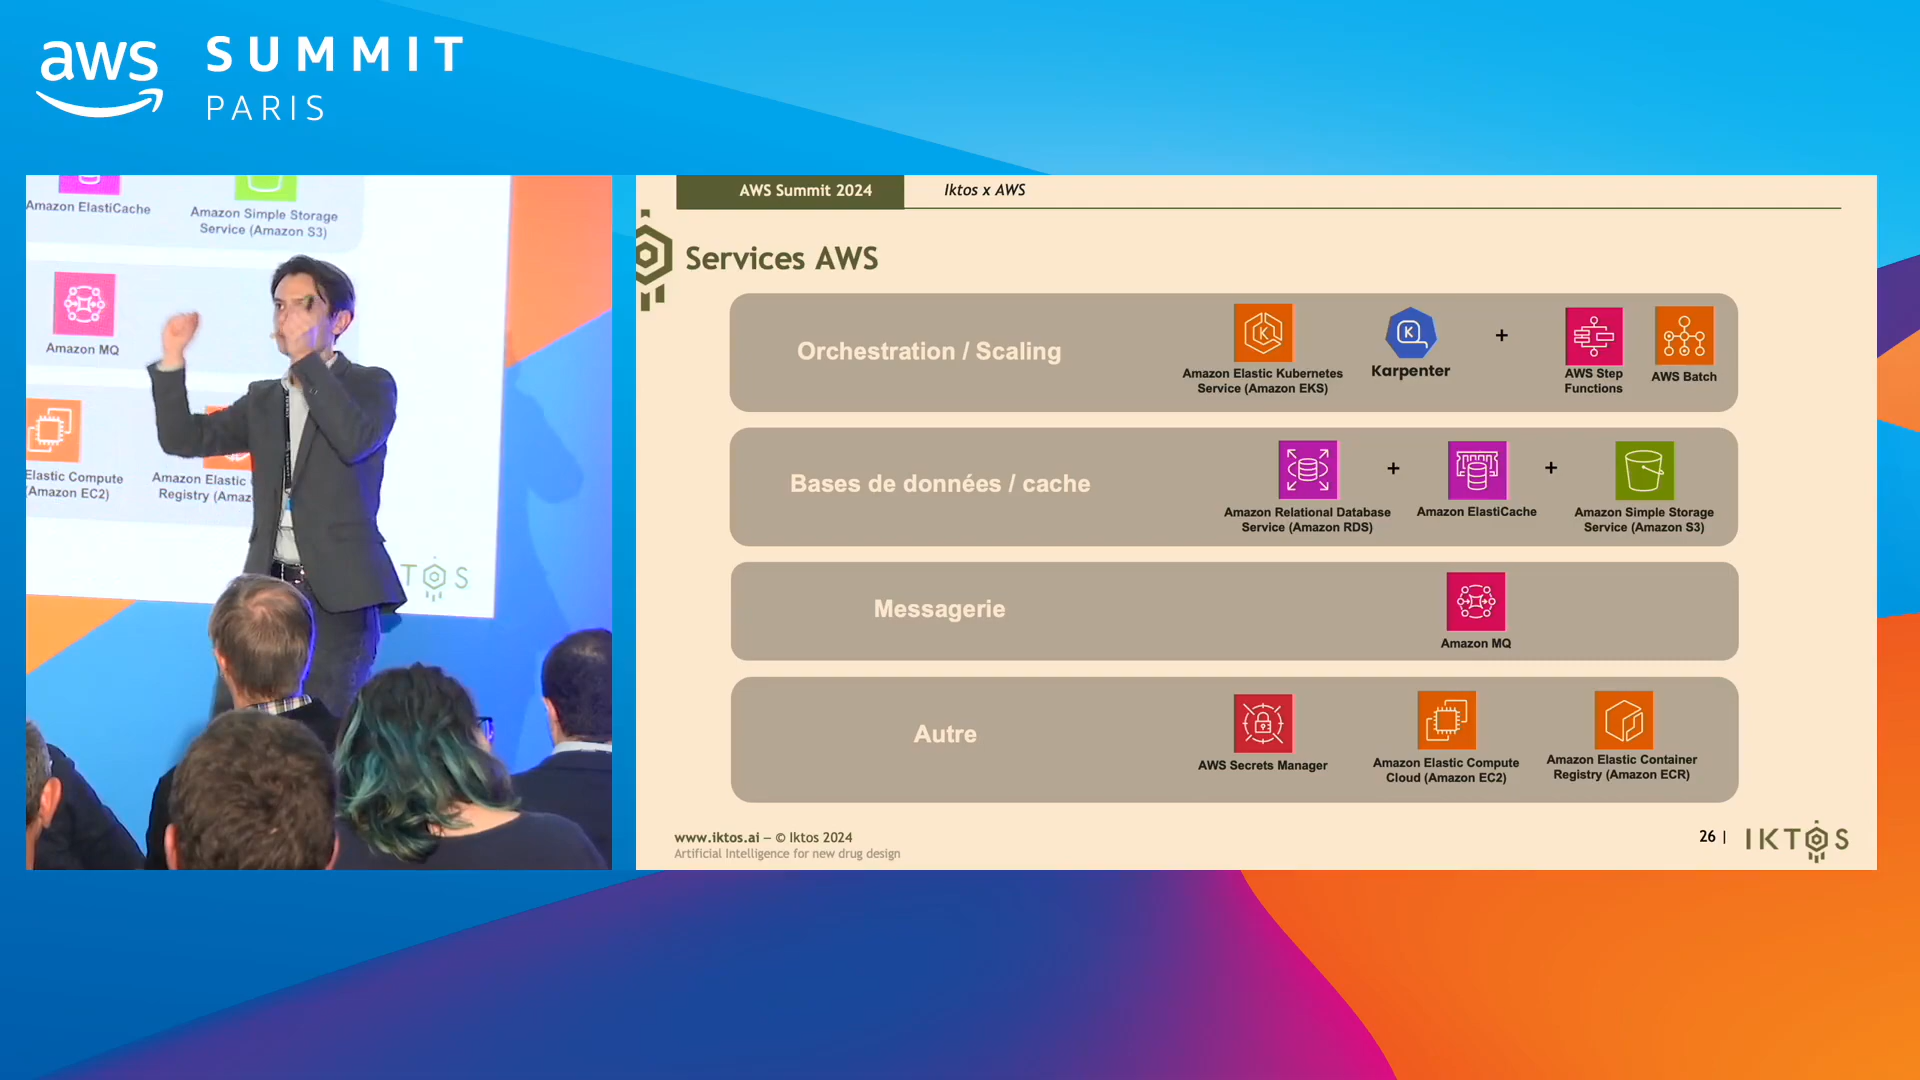 aws
SUMMIT
PARIS
Amazon ElastiCache
Amazon Simple Storage
Service (Amazon S3)
Amazon MQ
Elastic Compute
(Amazon EC2)
Amazon Elastic
Registry (Amaz
AWS Summit 2024
Iktos x AWS
Services AWS
Orchestration / Scaling
Amazon Elastic Kubernetes
Service (Amazon EKS)
Karpenter
+
AWS Step
Functions
AWS Batch
Bases de données / cache
Amazon Relational Database
Service (Amazon RDS)
+
Amazon ElastiCache
+
Amazon Simple Storage
Service (Amazon S3)
Messagerie
Amazon MQ
Autre
AWS Secrets Manager
Amazon Elastic Compute
Cloud (Amazon EC2)
Amazon Elastic Container
Registry (Amazon ECR)
www.iktos.ai – © Iktos 2024
Artificial Intelligence for new drug design
26 |
IKTOS